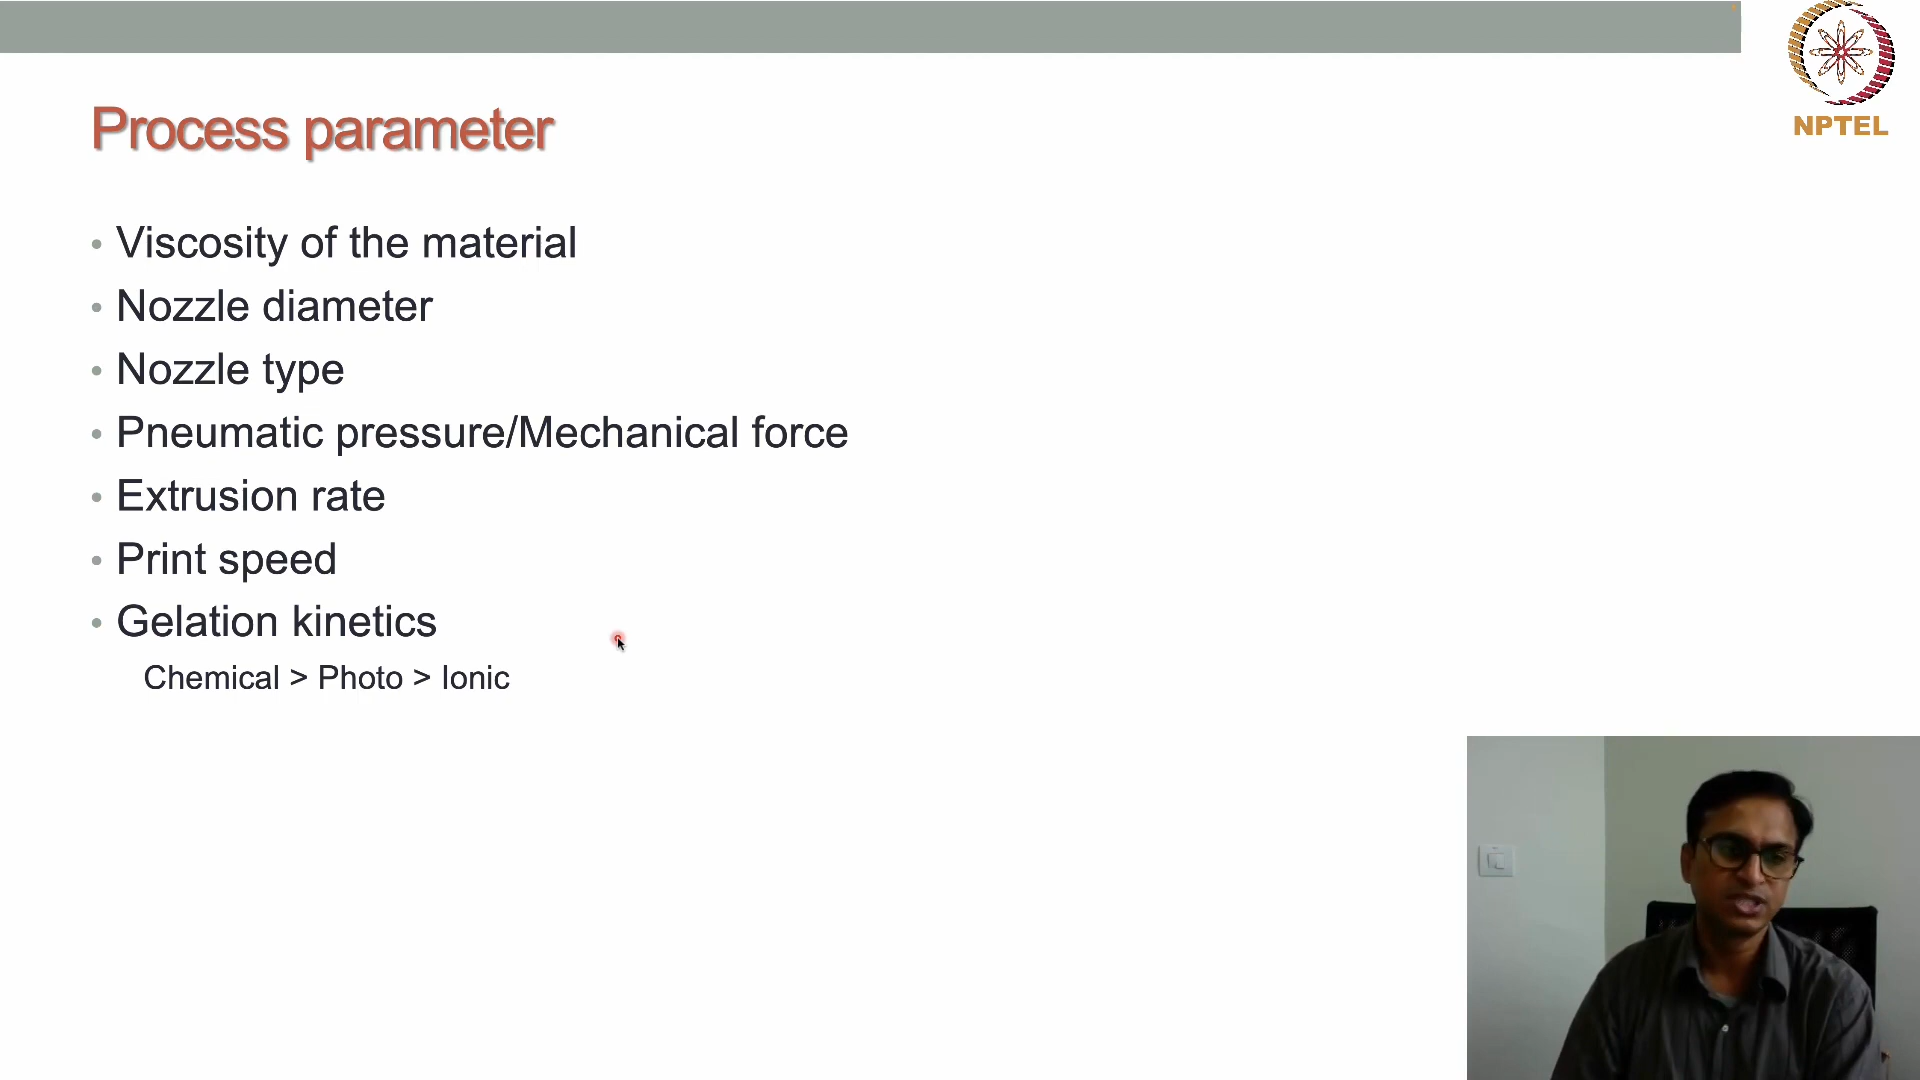 NPTEL
Process parameter
• Viscosity of the material
• Nozzle diameter
• Nozzle type
• Pneumatic pressure/Mechanical force
• Extrusion rate
• Print speed
• Gelation kinetics
Chemical > Photo > Ionic